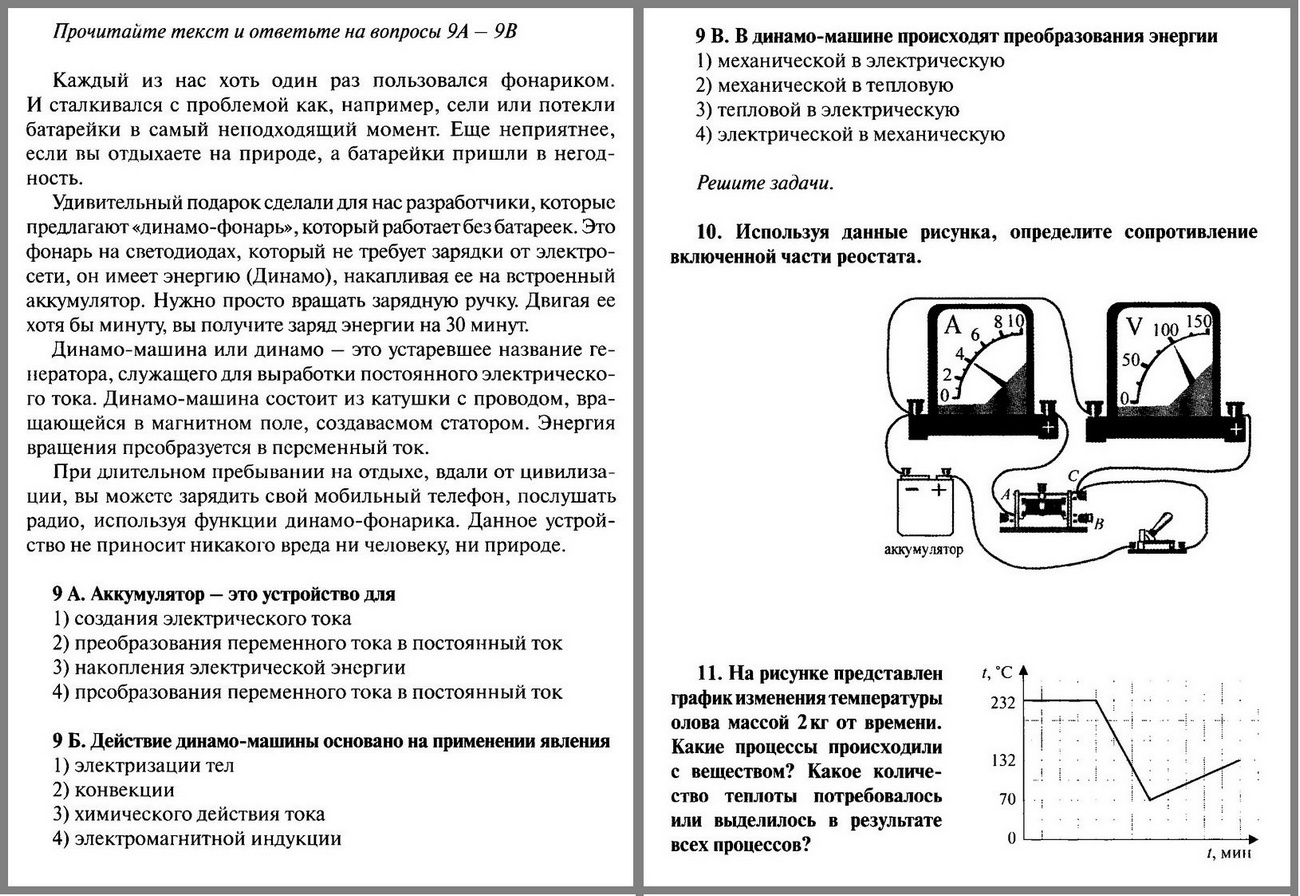 Прочитайте текст и ответьте на вопросы 9А – 9В
Каждый из нас хоть один раз пользовался фонариком.
И сталкивался с проблемой как, например, сели или потекли
батарейки в самый неподходящий момент. Еще неприятнее,
если вы отдыхаете на природе, а батарейки пришли в негод-
ность.
Удивительный подарок сделали для нас разработчики, которые
предлагают «динамо-фонарь», который работает без батареек. Это
фонарь на светодиодах, который не требует зарядки от электро-
сети, он имеет энергию (Динамо), накапливая ее на встроенный
аккумулятор. Нужно просто вращать зарядную ручку. Двигая ее
хотя бы минуту, вы получите заряд энергии на 30 минут.
Динамо-машина или динамо – это устаревшее название ге-
нератора, служащего для выработки постоянного электрическо-
го тока. Динамо-машина состоит из катушки с проводом, вра-
щающейся в магнитном поле, создаваемом статором. Энергия
вращения преобразуется в переменный ток.
При длительном пребывании на отдыхе, вдали от цивилиза-
ции, вы можете зарядить свой мобильный телефон, послушать
радио, используя функции динамо-фонарика. Данное устрой-
ство не приносит никакого вреда ни человеку, ни природе.
9 А. Аккумулятор – это устройство для
1) создания электрического тока
2) преобразования переменного тока в постоянный ток
3) накопления электрической энергии
4) преобразования переменного тока в постоянный ток
9 Б. Действие динамо-машины основано на применении явления
1) электризации тел
2) конвекции
3) химического действия тока
4) электромагнитной индукции
9 В. В динамо-машине происходят преобразования энергии
1) механической в электрическую
2) механической в тепловую
3) тепловой в электрическую
4) электрической в механическую
Решите задачи.
10. Используя данные рисунка, определите сопротивление
включенной части реостата.
A 0 2 4 6 8 10
V 0 50 100 150
+ +
– +
A C B
аккумулятор
11. На рисунке представлен
график изменения температуры
олова массой 2 кг от времени.
Какие процессы происходили
с веществом? Какое количе-
ство теплоты потребовалось
или выделилось в результате
всех процессов?
t, °C
232
132
70
0
t, мин